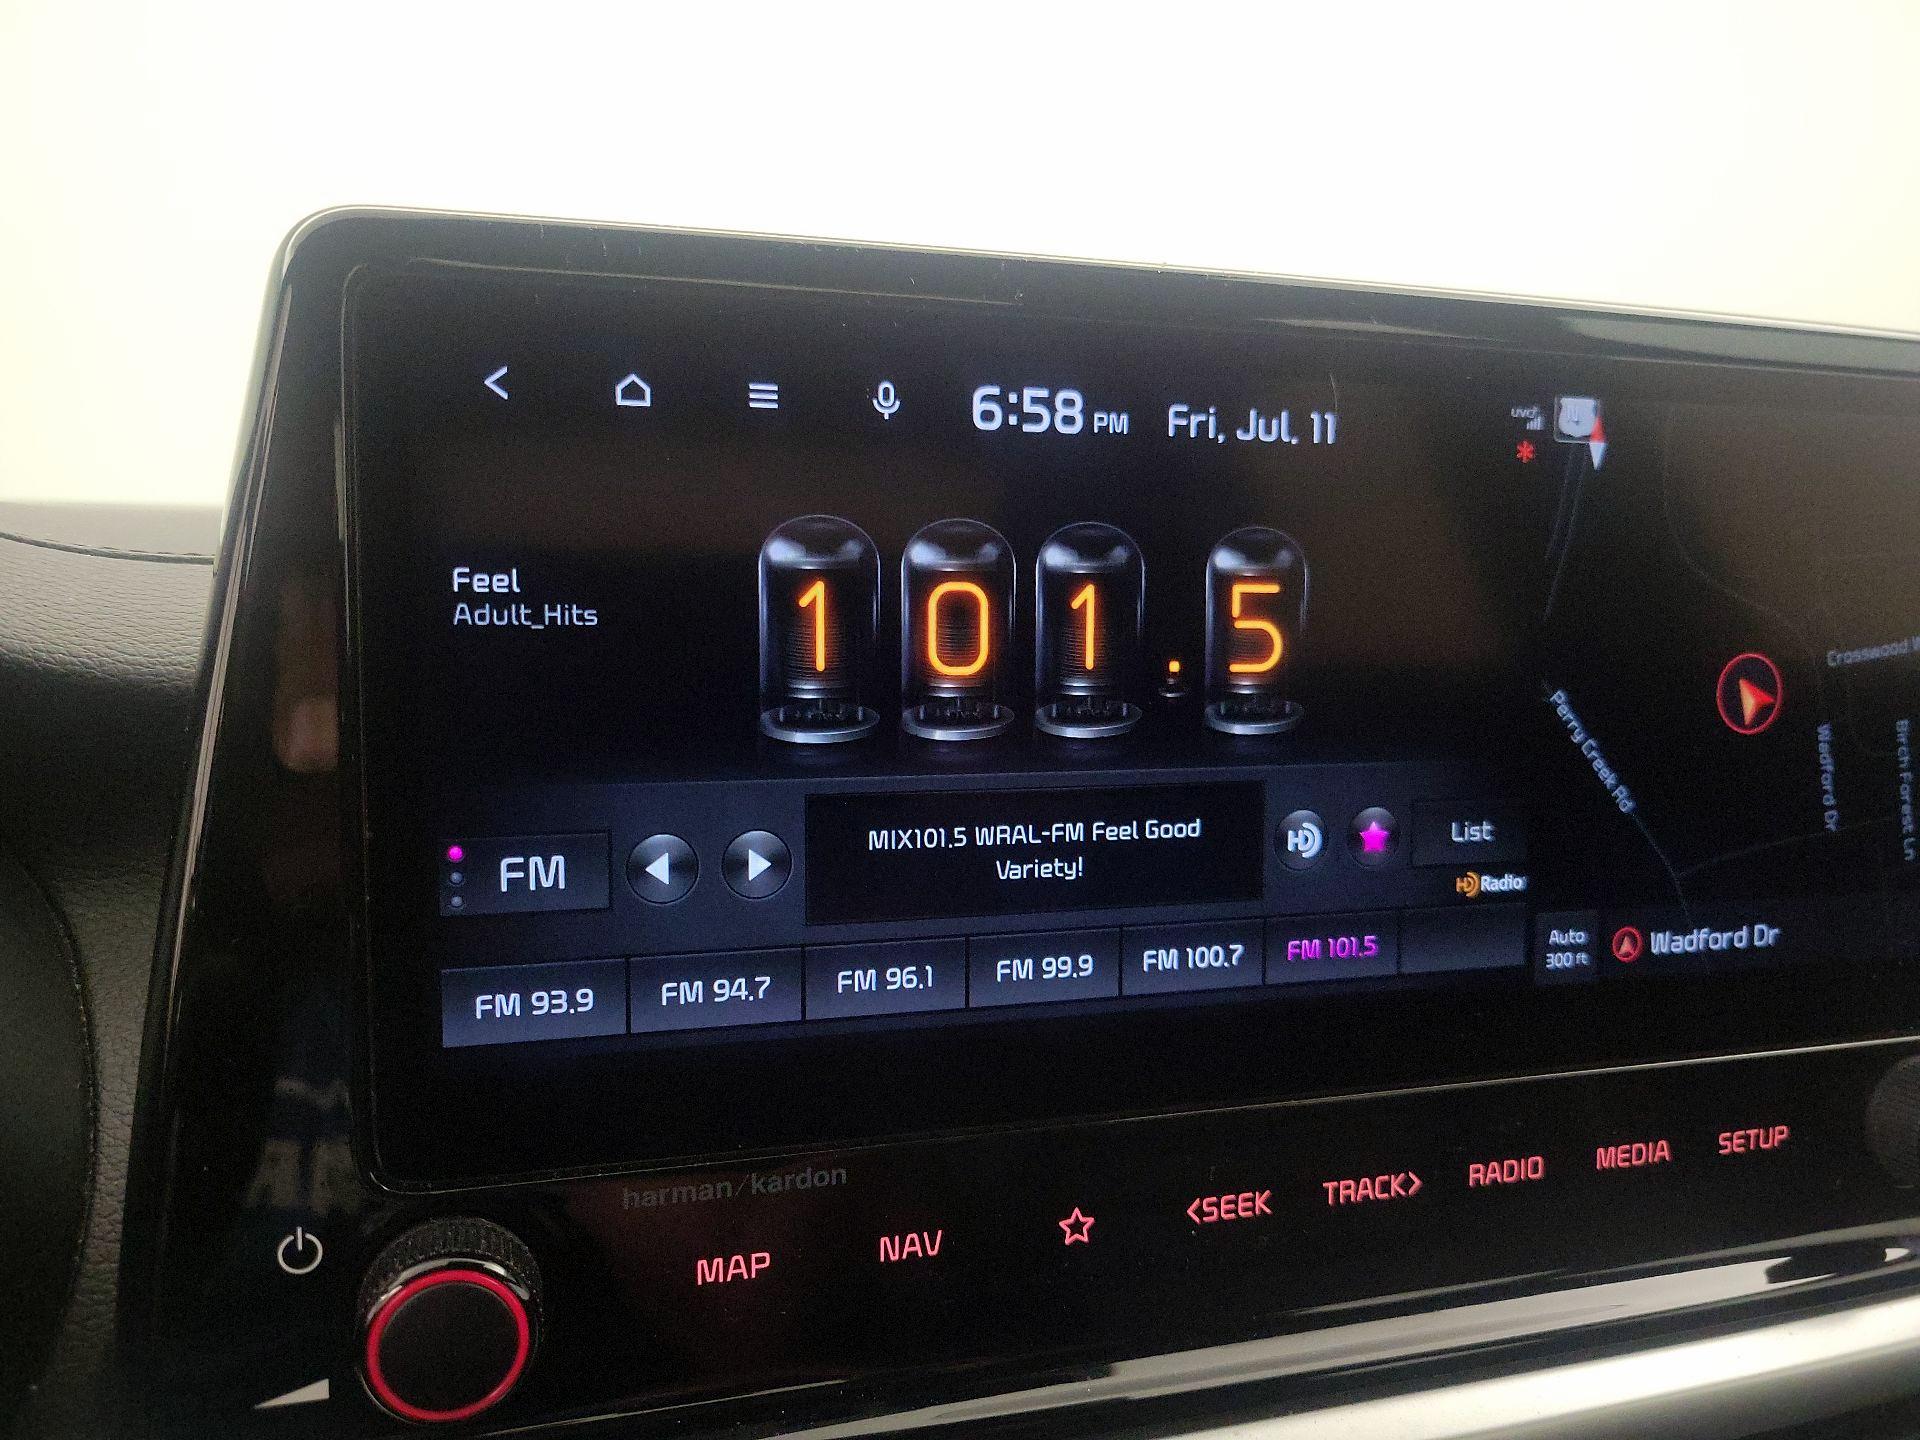 6:58 PM Fri, Jul. 11
UVO
Feel
Adult_Hits
101.5
Crosswood
Perry Creek Rd
Wadford Dr
Birch Forest Ln
FM
MIX101.5 WRAL-FM Feel Good
Variety!
HD
List
HD Radio
FM 93.9
FM 94.7
FM 96.1
FM 99.9
FM 100.7
FM 101.5
Auto
300 ft
Wadford Dr
harman/kardon
MAP
NAV
<SEEK
TRACK>
RADIO
MEDIA
SETUP